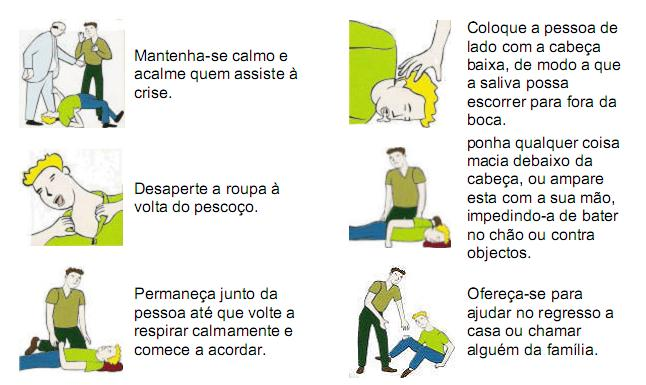 Mantenha-se calmo e
acalme quem assiste à
crise.
Coloque a pessoa de
lado com a cabeça
baixa, de modo a que
a saliva possa
escorrer para fora da
boca.
Desaperte a roupa à
volta do pescoço.
ponha qualquer coisa
macia debaixo da
cabeça, ou ampare
esta com a sua mão,
impedindo-a de bater
no chão ou contra
objectos.
Permaneça junto da
pessoa até que volte a
respirar calmamente e
comece a acordar.
Ofereça-se para
ajudar no regresso a
casa ou chamar
alguém da família.